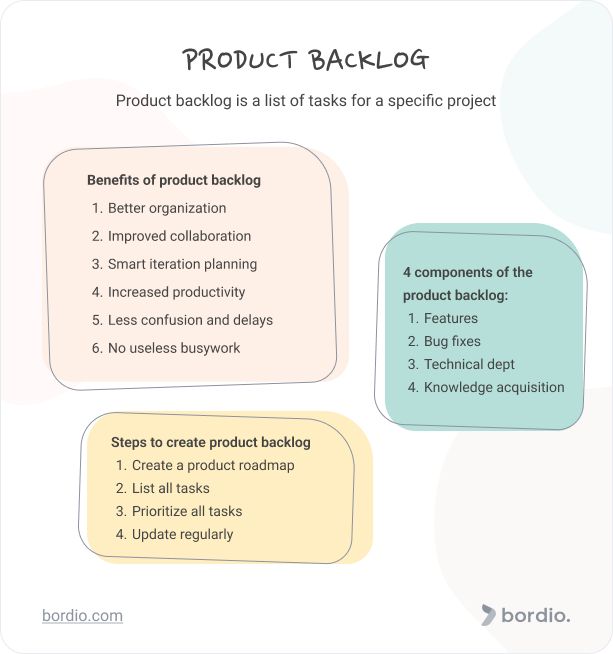 PRODUCT BACKLOG
Product backlog is a list of tasks for a specific project
Benefits of product backlog
1. Better organization
2. Improved collaboration
3. Smart iteration planning
4. Increased productivity
5. Less confusion and delays
6. No useless busywork
4 components of the
product backlog:
1. Features
2. Bug fixes
3. Technical dept
4. Knowledge acquisition
Steps to create product backlog
1. Create a product roadmap
2. List all tasks
3. Prioritize all tasks
4. Update regularly
bordio.com
bordio.